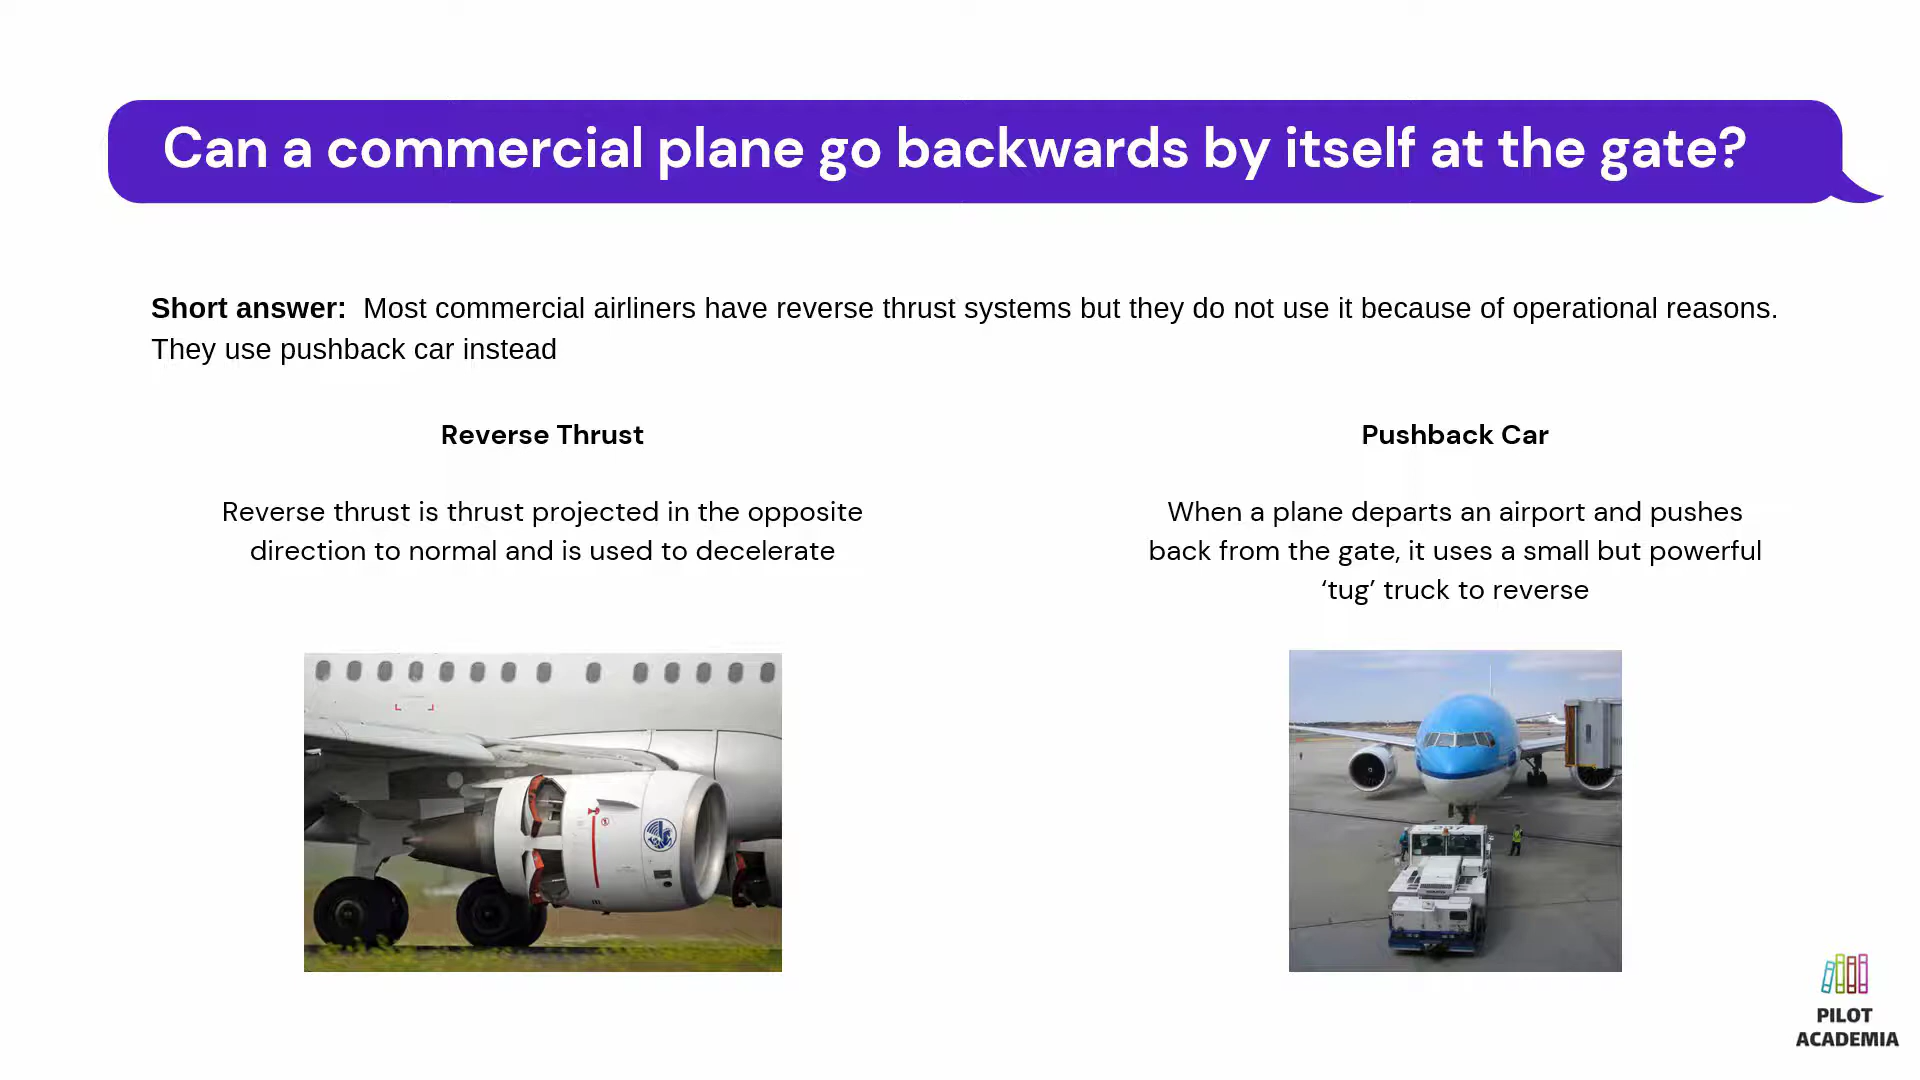 Can a commercial plane go backwards by itself at the gate?
Short answer: Most commercial airliners have reverse thrust systems but they do not use it because of operational reasons.
They use pushback car instead
Reverse Thrust
Reverse thrust is thrust projected in the opposite
direction to normal and is used to decelerate
Pushback Car
When a plane departs an airport and pushes
back from the gate, it uses a small but powerful
‘tug’ truck to reverse
PILOT
ACADEMIA